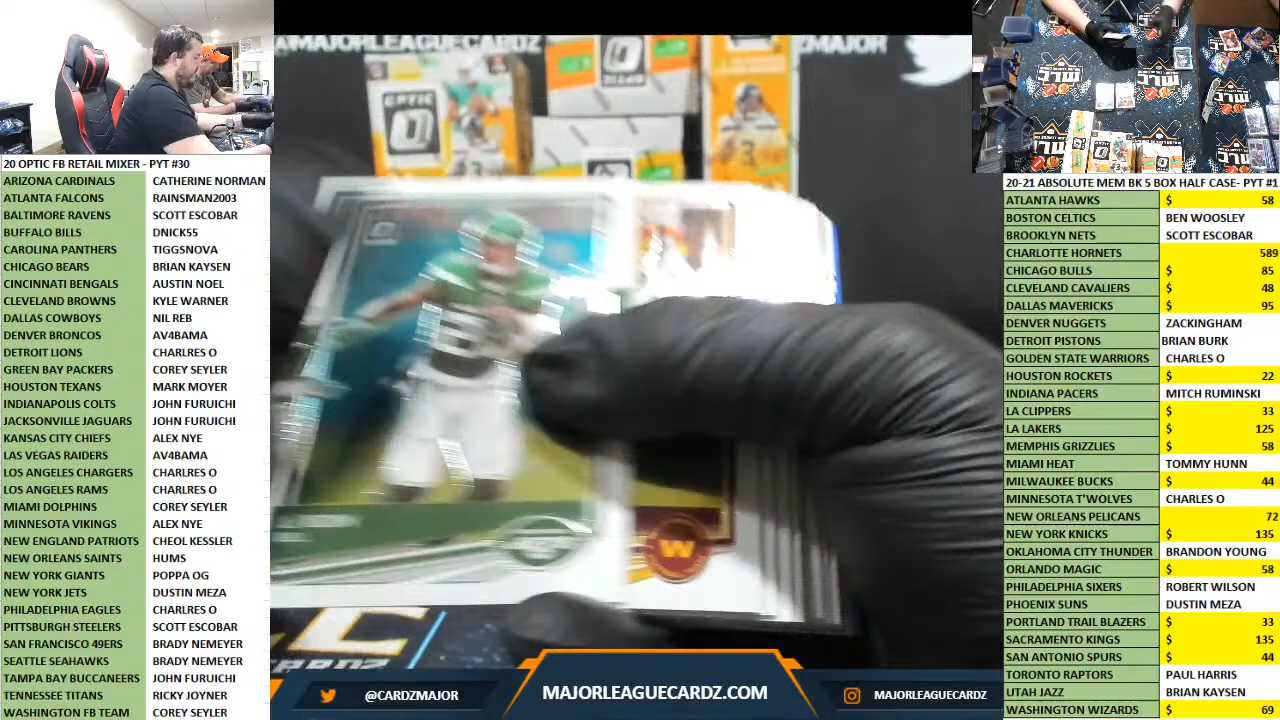 AMAJORLEAGUECARDZ
EMAJOR
OPTIC
20 OPTIC FB RETAIL MIXER - PYT #30
ARIZONA CARDINALS CATHERINE NORMAN
ATLANTA FALCONS RAINSMAN2003
BALTIMORE RAVENS SCOTT ESCOBAR
BUFFALO BILLS DNICK55
CAROLINA PANTHERS TIGGSNOVA
CHICAGO BEARS BRIAN KAYSEN
CINCINNATI BENGALS AUSTIN NOEL
CLEVELAND BROWNS KYLE WARNER
DALLAS COWBOYS NIL REB
DENVER BRONCOS AV4BAMA
DETROIT LIONS CHARLRES O
GREEN BAY PACKERS COREY SEYLER
HOUSTON TEXANS MARK MOYER
INDIANAPOLIS COLTS JOHN FURUICHI
JACKSONVILLE JAGUARS JOHN FURUICHI
KANSAS CITY CHIEFS ALEX NYE
LAS VEGAS RAIDERS AV4BAMA
LOS ANGELES CHARGERS CHARLRES O
LOS ANGELES RAMS CHARLRES O
MIAMI DOLPHINS COREY SEYLER
MINNESOTA VIKINGS ALEX NYE
NEW ENGLAND PATRIOTS CHEOL KESSLER
NEW ORLEANS SAINTS HUMS
NEW YORK GIANTS POPPA OG
NEW YORK JETS DUSTIN MEZA
PHILADELPHIA EAGLES CHARLRES O
PITTSBURGH STEELERS SCOTT ESCOBAR
SAN FRANCISCO 49ERS BRADY NEMEYER
SEATTLE SEAHAWKS BRADY NEMEYER
TAMPA BAY BUCCANEERS JOHN FURUICHI
TENNESSEE TITANS RICKY JOYNER
WASHINGTON FB TEAM COREY SEYLER
@CARDZMAJOR
MAJORLEAGUECARDZ.COM
MAJORLEAGUECARDZ
20-21 ABSOLUTE MEM BK 5 BOX HALF CASE- PYT #1
ATLANTA HAWKS $ 58
BOSTON CELTICS BEN WOOSLEY
BROOKLYN NETS SCOTT ESCOBAR
CHARLOTTE HORNETS 589
CHICAGO BULLS $ 85
CLEVELAND CAVALIERS $ 48
DALLAS MAVERICKS $ 95
DENVER NUGGETS ZACKINGHAM
DETROIT PISTONS BRIAN BURK
GOLDEN STATE WARRIORS CHARLES O
HOUSTON ROCKETS $ 22
INDIANA PACERS MITCH RUMINSKI
LA CLIPPERS $ 33
LA LAKERS $ 125
MEMPHIS GRIZZLIES $ 58
MIAMI HEAT TOMMY HUNN
MILWAUKEE BUCKS $ 44
MINNESOTA T'WOLVES CHARLES O
NEW ORLEANS PELICANS 72
NEW YORK KNICKS $ 135
OKLAHOMA CITY THUNDER BRANDON YOUNG
ORLANDO MAGIC $ 58
PHILADELPHIA SIXERS ROBERT WILSON
PHOENIX SUNS DUSTIN MEZA
PORTLAND TRAIL BLAZERS $ 33
SACRAMENTO KINGS $ 135
SAN ANTONIO SPURS $ 44
TORONTO RAPTORS PAUL HARRIS
UTAH JAZZ BRIAN KAYSEN
WASHINGTON WIZARDS $ 69